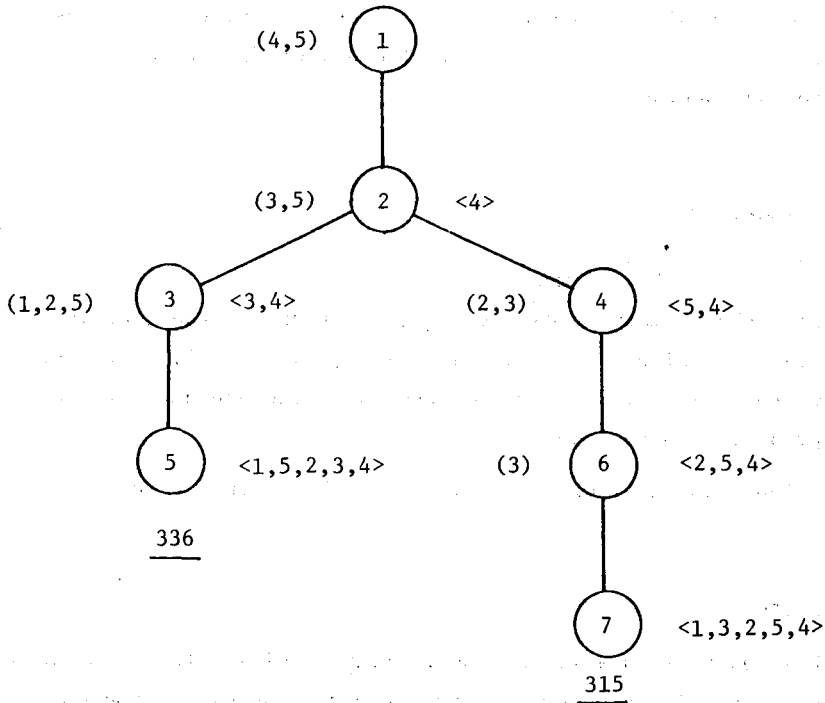 (4,5) 1
(3,5) 2 <4>
(1,2,5) 3 <3,4> (2,3) 4 <5,4>
5 <1,5,2,3,4> (3) 6 <2,5,4>
336
7 <1,3,2,5,4>
315